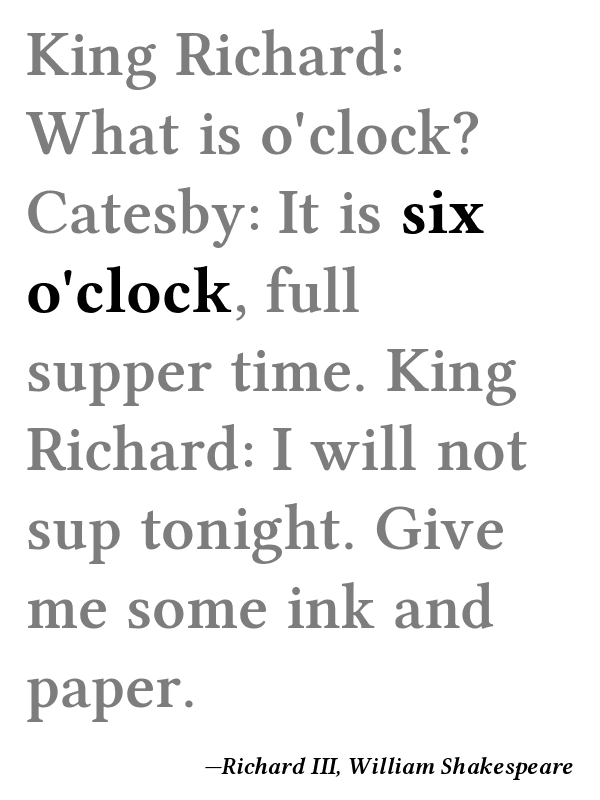 King Richard:
What is o'clock?
Catesby: It is six
o'clock, full
supper time. King
Richard: I will not
sup tonight. Give
me some ink and
paper.
—Richard III, William Shakespeare